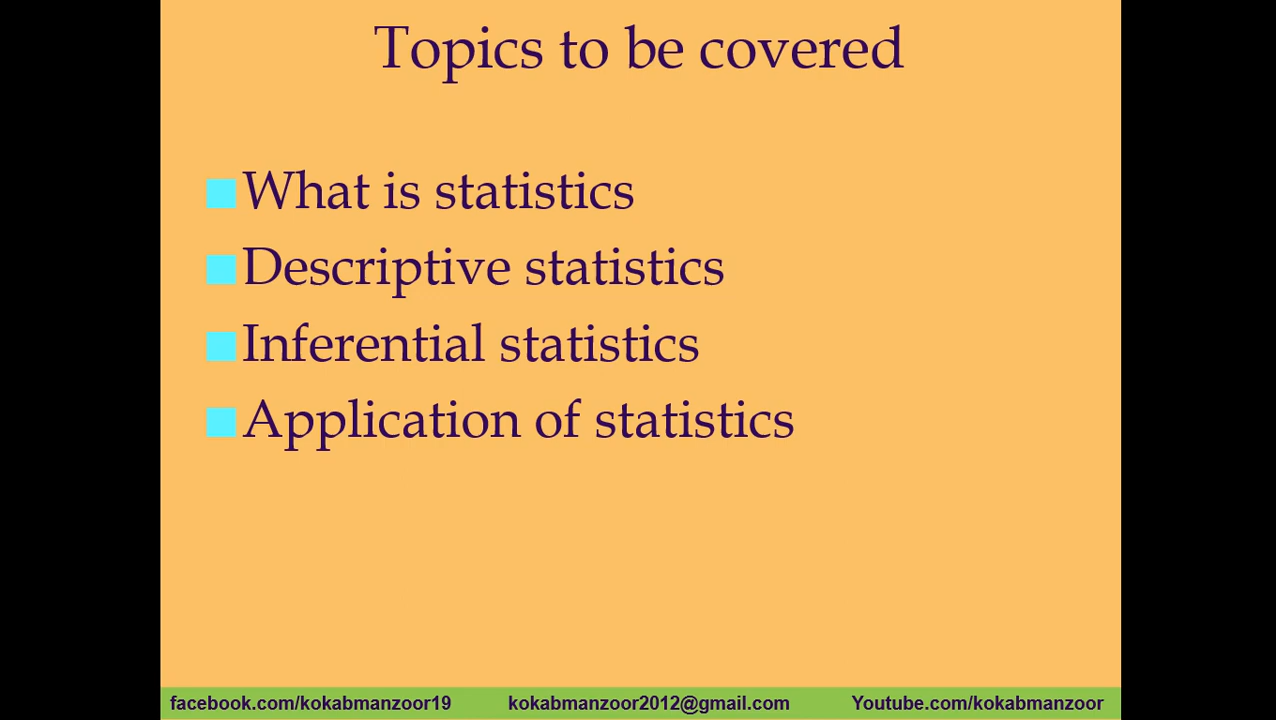 Topics to be covered
What is statistics
Descriptive statistics
Inferential statistics
Application of statistics
facebook.com/kokabmanzoor19 kokabmanzoor2012@gmail.com Youtube.com/kokabmanzoor